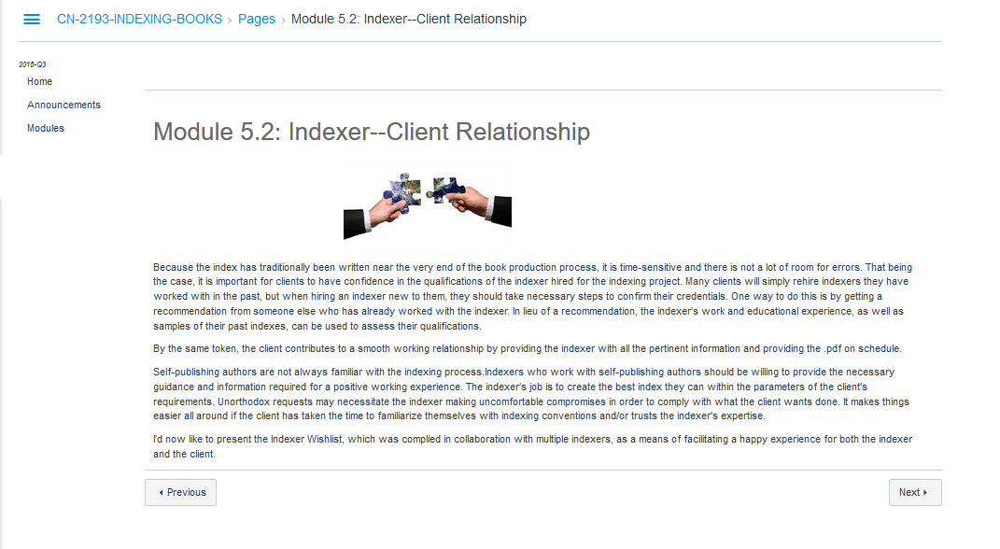 CN-2193-INDEXING-BOOKS › Pages › Module 5.2: Indexer--Client Relationship
2016-Q3
Home
Announcements
Modules
Module 5.2: Indexer--Client Relationship
Because the index has traditionally been written near the very end of the book production process, it is time-sensitive and there is not a lot of room for errors. That being
the case, it is important for clients to have confidence in the qualifications of the indexer hired for the indexing project. Many clients will simply rehire indexers they have
worked with in the past, but when hiring an indexer new to them, they should take necessary steps to confirm their credentials. One way to do this is by getting a
recommendation from someone else who has already worked with the indexer. In lieu of a recommendation, the indexer's work and educational experience, as well as
samples of their past indexes, can be used to assess their qualifications.
By the same token, the client contributes to a smooth working relationship by providing the indexer with all the pertinent information and providing the .pdf on schedule.
Self-publishing authors are not always familiar with the indexing process.Indexers who work with self-publishing authors should be willing to provide the necessary
guidance and information required for a positive working experience. The indexer's job is to create the best index they can within the parameters of the client's
requirements. Unorthodox requests may necessitate the indexer making uncomfortable compromises in order to comply with what the client wants done. It makes things
easier all around if the client has taken the time to familiarize themselves with indexing conventions and/or trusts the indexer's expertise.
I'd now like to present the Indexer Wishlist, which was complied in collaboration with multiple indexers, as a means of facilitating a happy experience for both the indexer
and the client.
Previous
Next